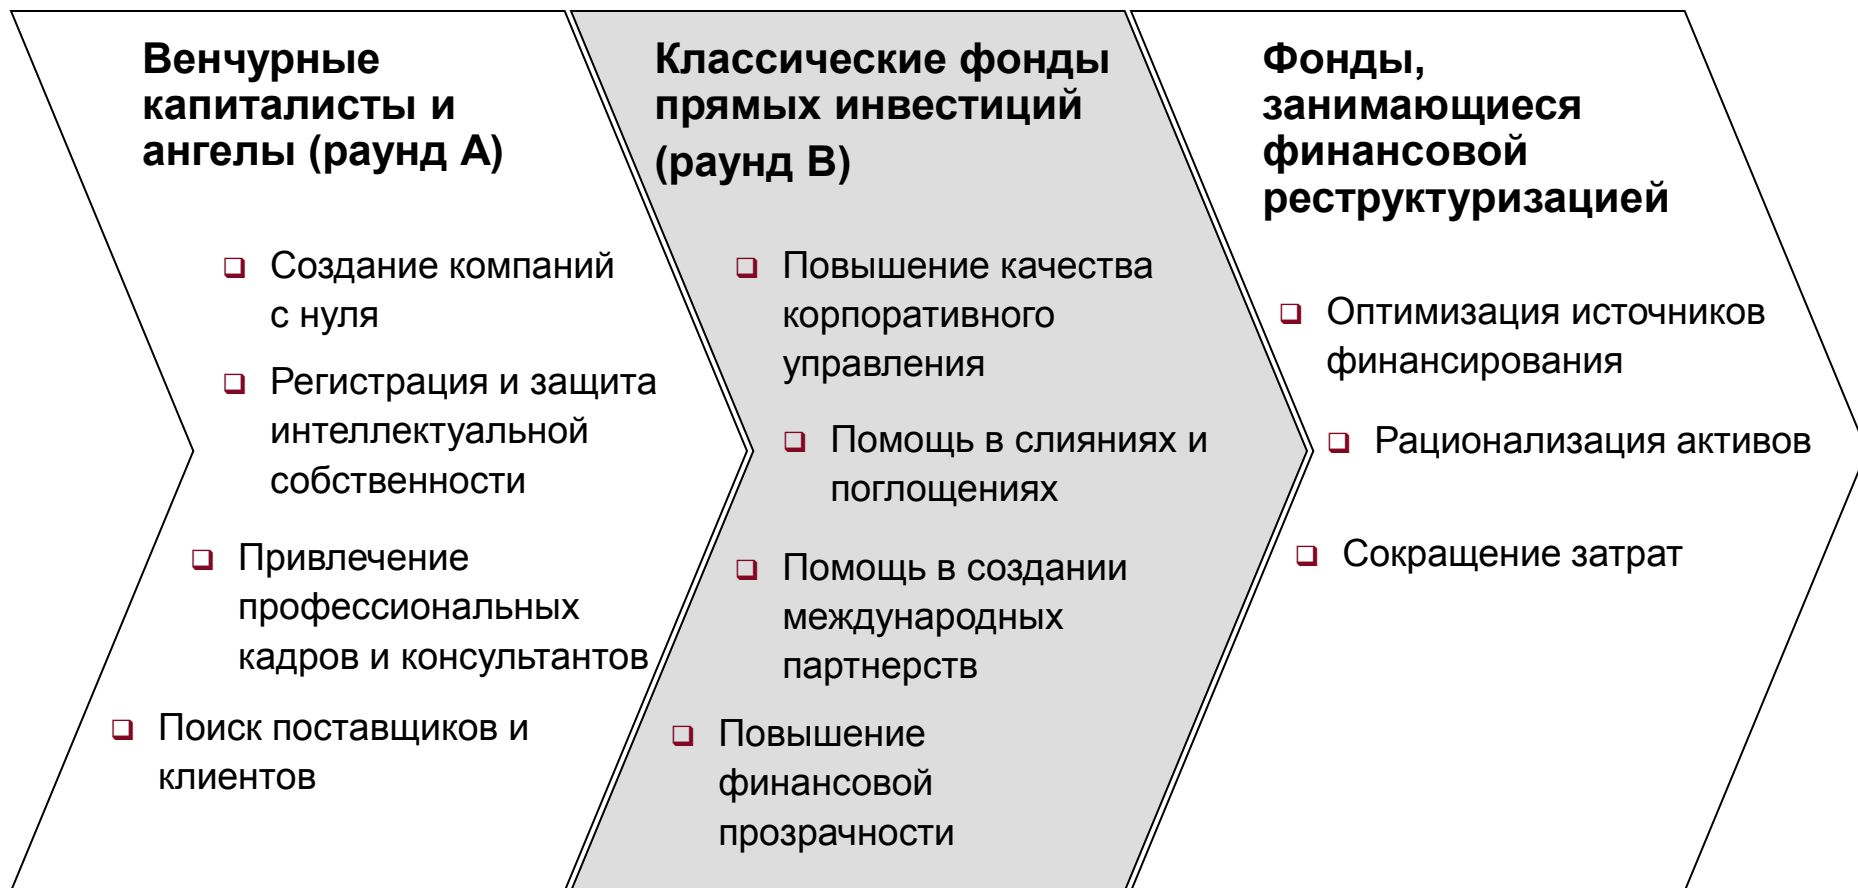 Венчурные
капиталисты и
ангелы (раунд А)
Создание компаний
с нуля
Регистрация и защита
интеллектуальной
собственности
Привлечение
профессиональных
кадров и консультантов
Поиск поставщиков и
клиентов
Классические фонды
прямых инвестиций
(раунд В)
Повышение качества
корпоративного
управления
Помощь в слияниях и
поглощениях
Помощь в создании
международных
партнерств
Повышение
финансовой
прозрачности
Фонды,
занимающиеся
финансовой
реструктуризацией
Оптимизация источников
финансирования
Рационализация активов
Сокращение затрат